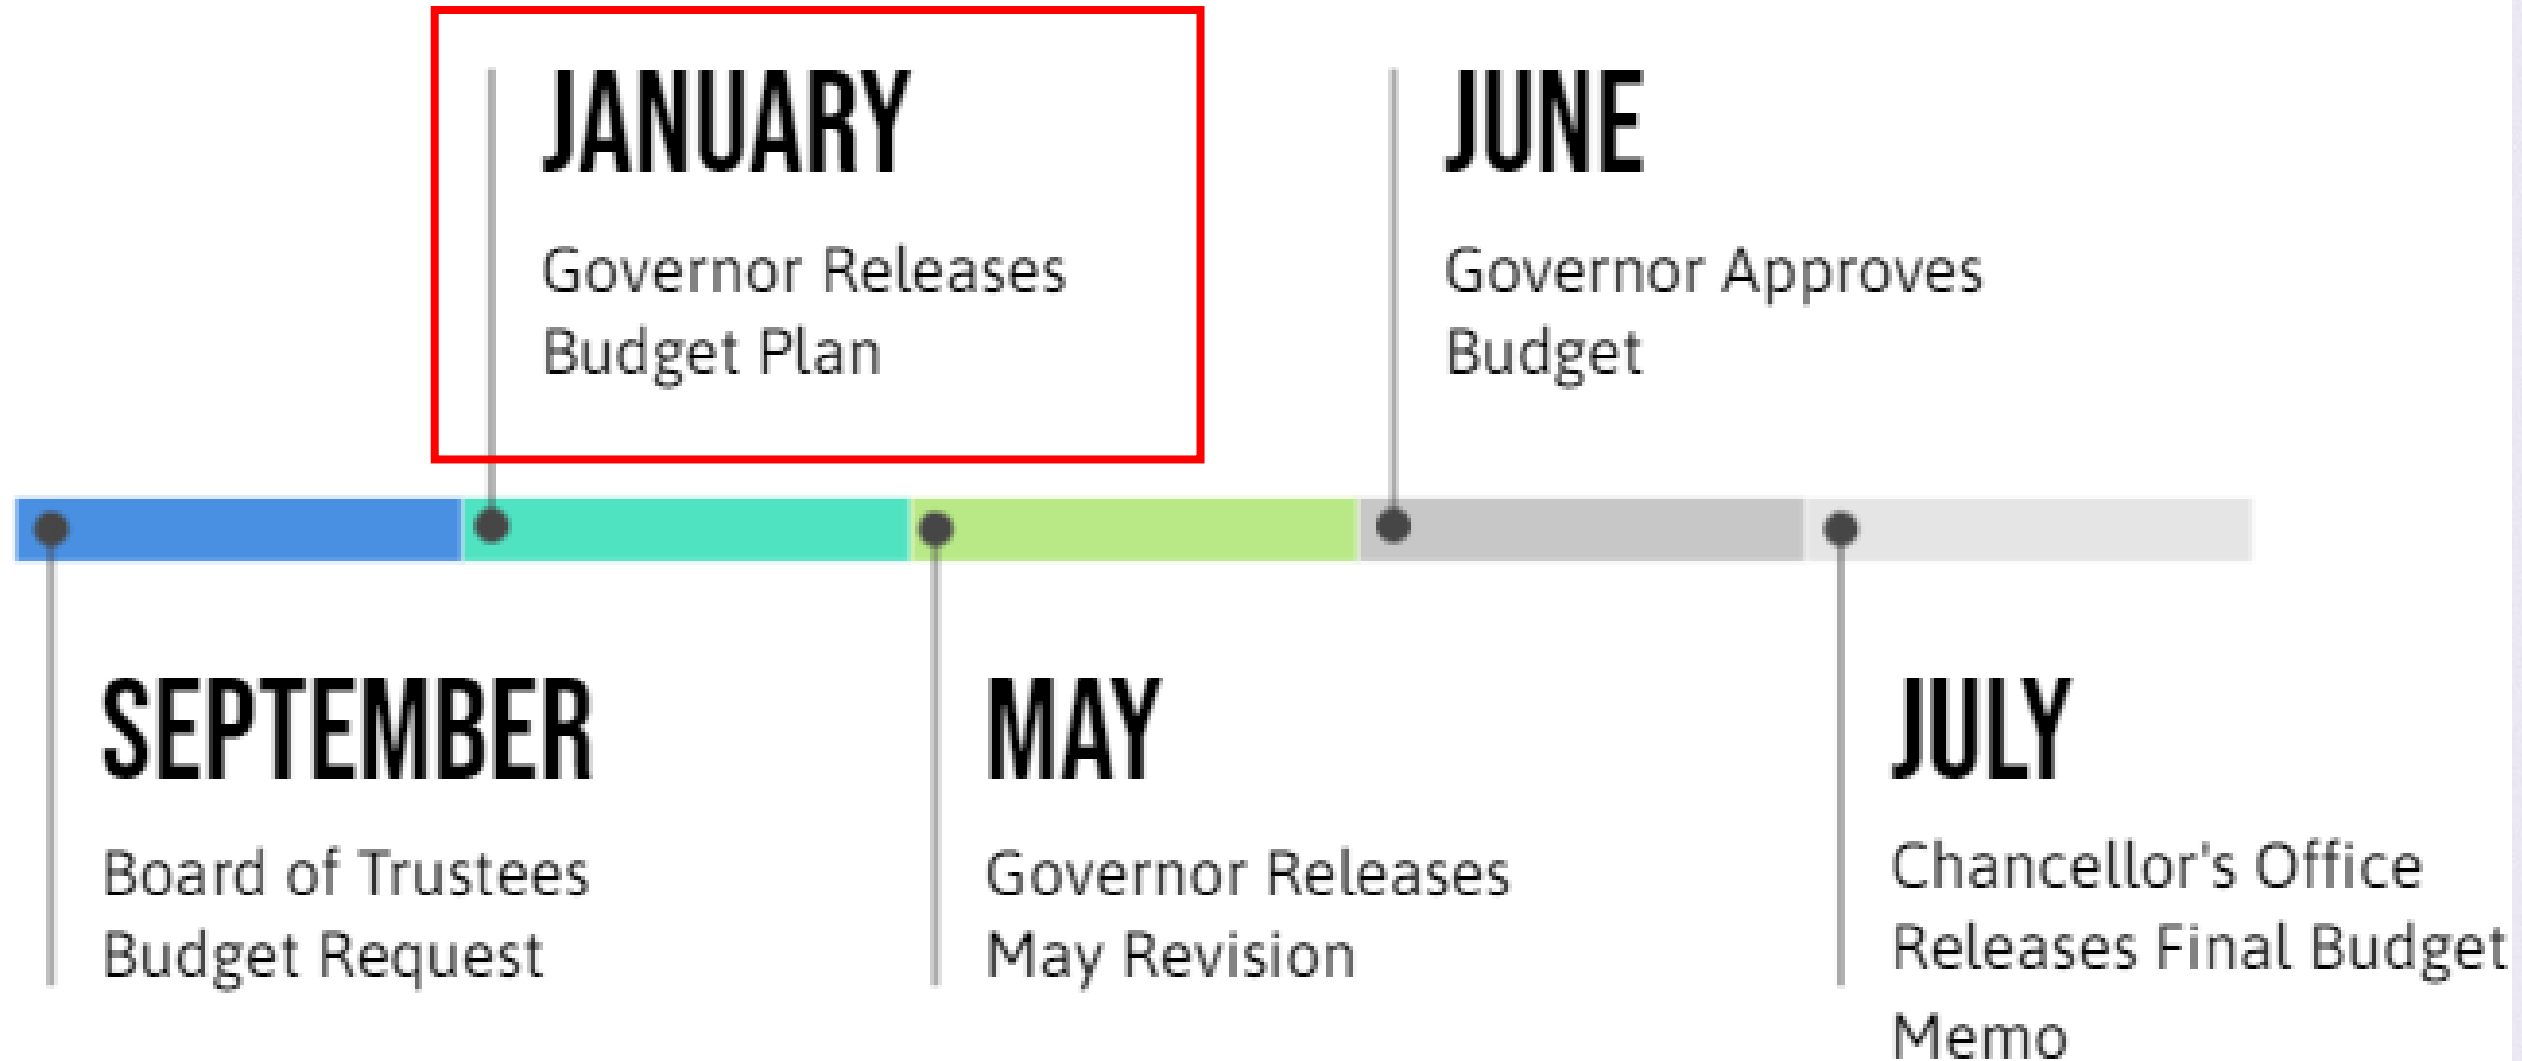 JANUARY
Governor Releases
Budget Plan
JUNE
Governor Approves
Budget
SEPTEMBER
Board of Trustees
Budget Request
MAY
Governor Releases
May Revision
JULY
Chancellor's Office
Releases Final Budget
Memo